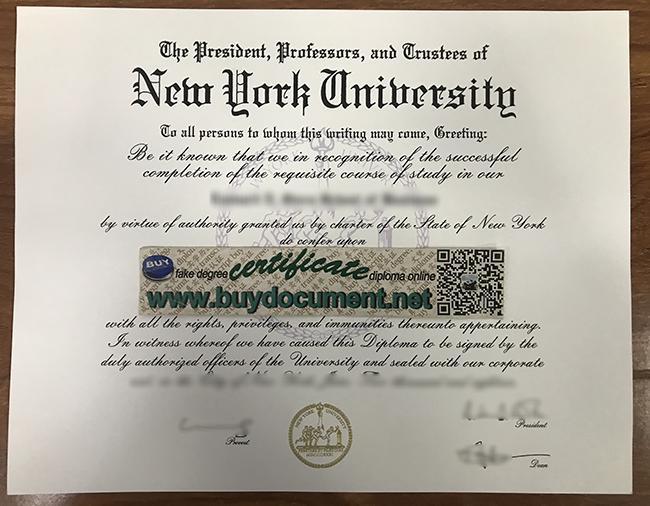 The President, Professors, and Trustees of
New York University
To all persons to whom this writing may come, Greeting:
Be it known that we in recognition of the successful
completion of the requisite course of study in our
by virtue of authority granted us by charter of the State of New York
do confer upon
BUY fake degree certificate diploma online
www.buydocument.net
with all the rights, privileges, and immunities thereunto appertaining.
In witness whereof we have caused this Diploma to be signed by the
duly authorized officers of the University and sealed with our corporate
NEW YORK UNIVERSITY
Provost
President
Dean